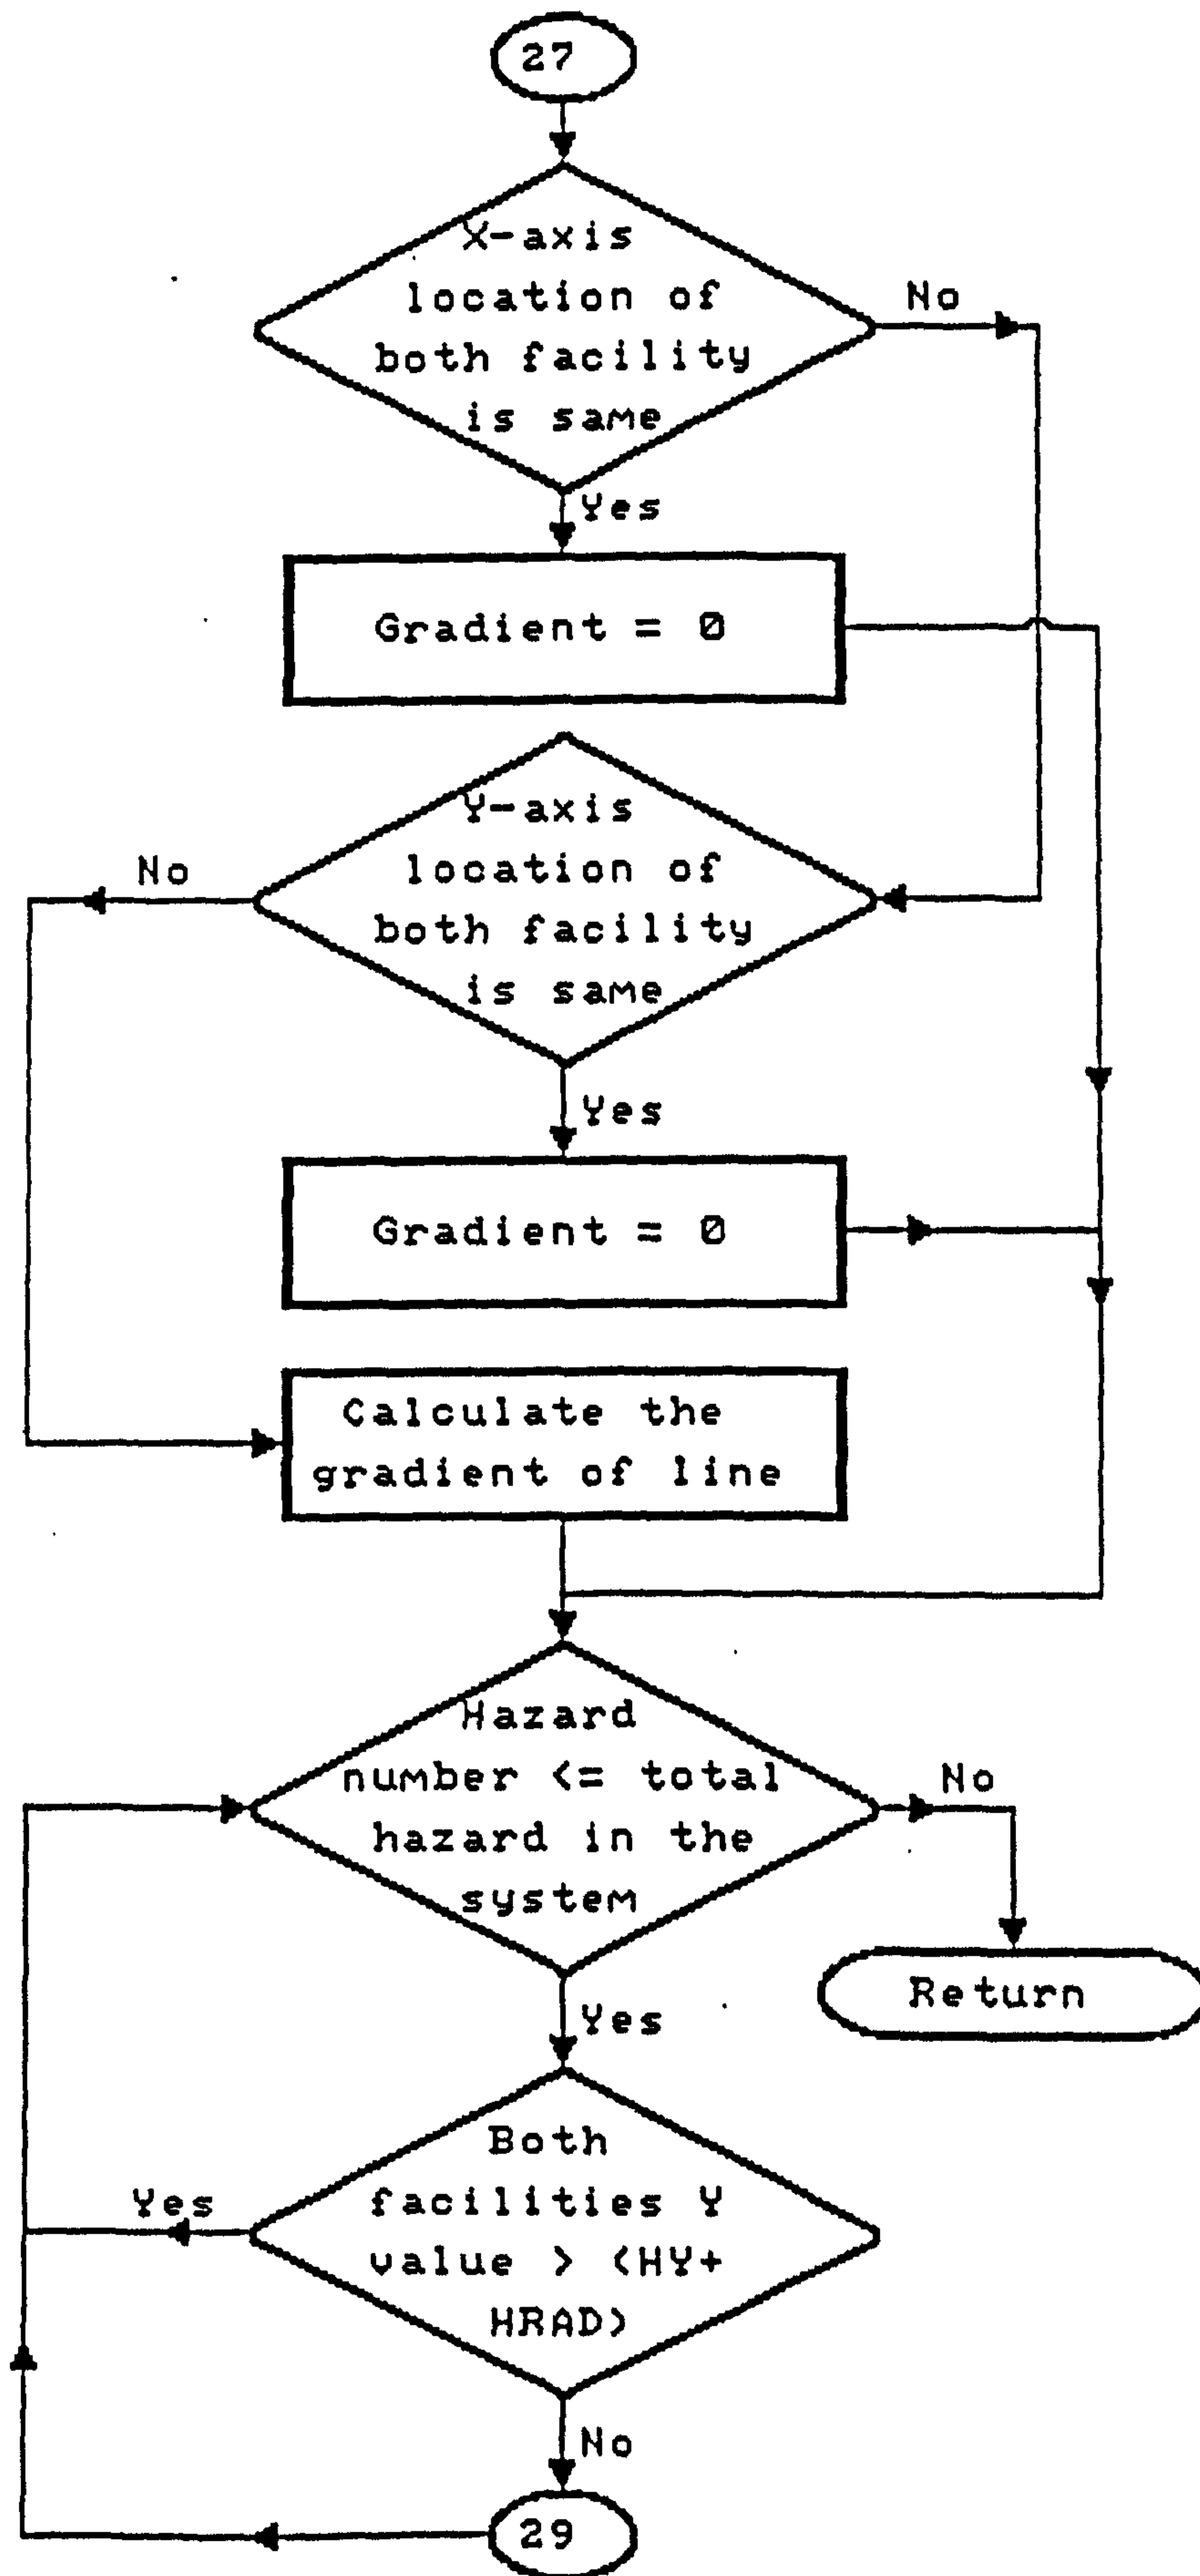 27
X-axis
location of
both facility
is same
No
Yes
Gradient = 0
Y-axis
location of
both facility
is same
No
Yes
Gradient = 0
Calculate the
gradient of line
Hazard
number <= total
hazard in the
system
No
Return
Yes
Both
facilities Y
value > (HY+
HRAD)
Yes
No
29